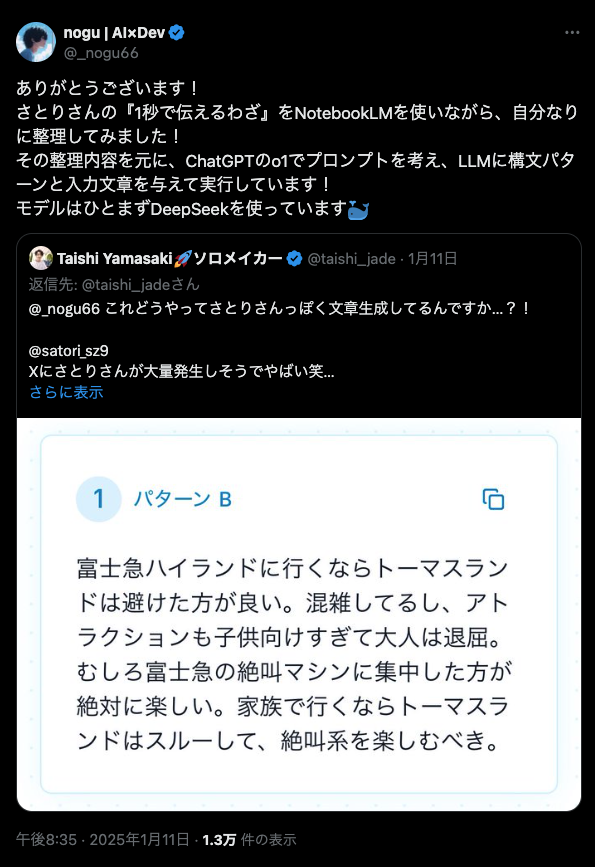 nogu | AI×Dev
@_nogu66
ありがとうございます！
さとりさんの『1秒で伝えるわざ』をNotebookLMを使いながら、自分なり
に整理してみました！
その整理内容を元に、ChatGPTのo1でプロンプトを考え、LLMに構文パタ
ーンと入力文章を与えて実行しています！
モデルはひとまずDeepSeekを使っています🐳
Taishi Yamasaki🚀ソロメイカー @taishi_jade · 1月11日
返信先: @taishi_jadeさん
@_nogu66 これどうやってさとりさんっぽく文章生成してるんですか...？！
@satori_sz9
Xにさとりさんが大量発生しそうでやばい笑...
さらに表示
1 パターン B
富士急ハイランドに行くならトーマスラン
ドは避けた方が良い。混雑してるし、アト
ラクションも子供向けすぎて大人は退屈。
むしろ富士急の絶叫マシンに集中した方が
絶対に楽しい。家族で行くならトーマスラ
ンドはスルーして、絶叫系を楽しむべき。
午後8:35 · 2025年1月11日 · 1.3万 件の表示